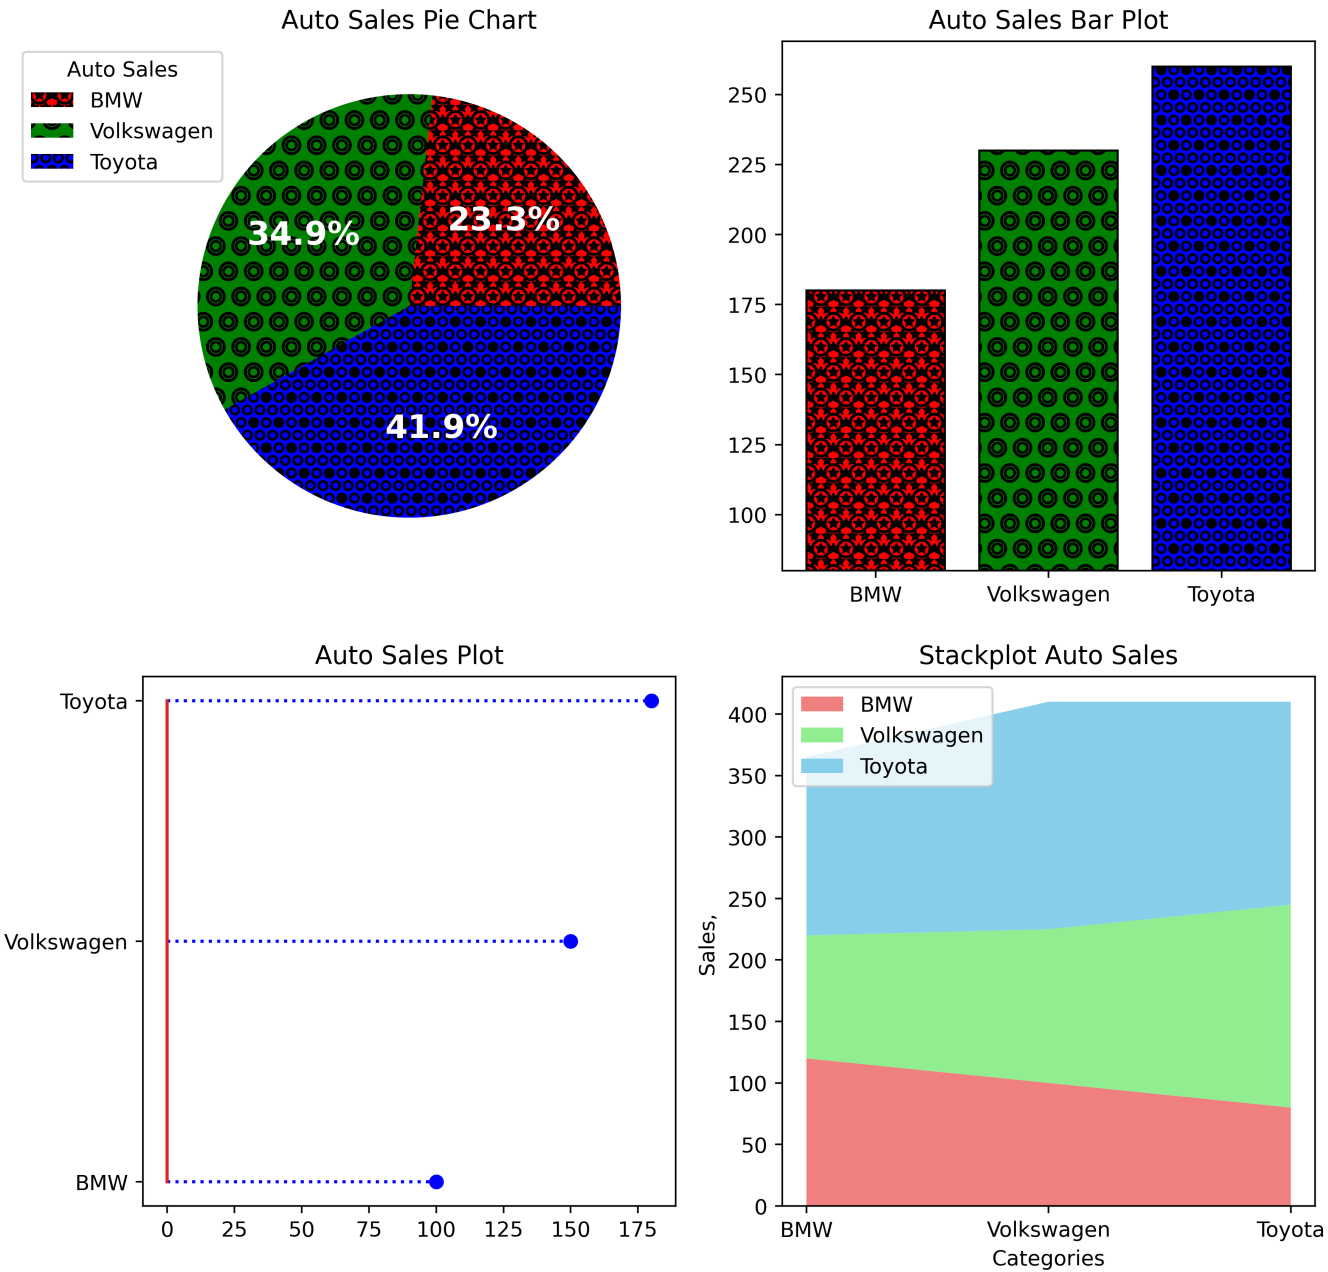 Auto Sales Pie Chart
Auto Sales
BMW
Volkswagen
Toyota
23.3%
34.9%
41.9%
Auto Sales Bar Plot
250
225
200
175
150
125
100
BMW Volkswagen Toyota
Auto Sales Plot
Toyota
Volkswagen
BMW
0 25 50 75 100 125 150 175
Stackplot Auto Sales
BMW
Volkswagen
Toyota
400
350
300
250
200
150
100
50
0
Sales,
BMW Volkswagen Toyota
Categories